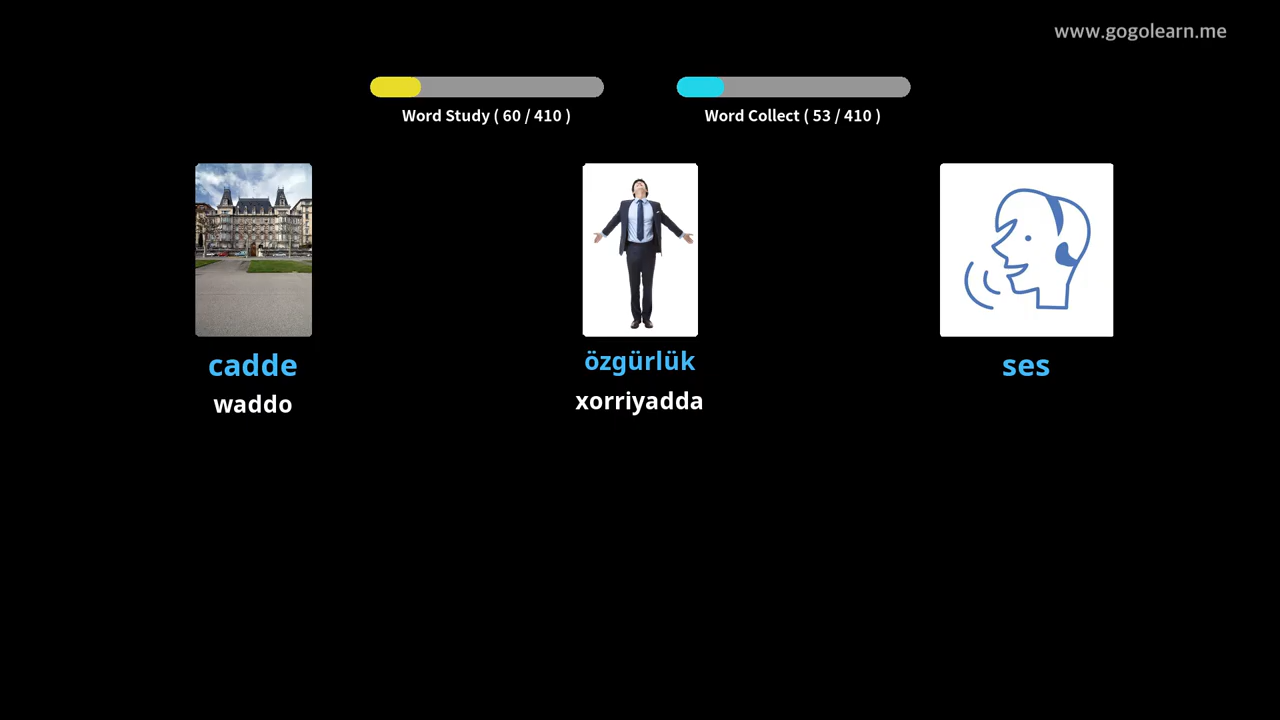 www.gogolearn.me
Word Study ( 60 / 410 )
Word Collect ( 53 / 410 )
cadde
waddo
özgürlük
xorriyadda
ses